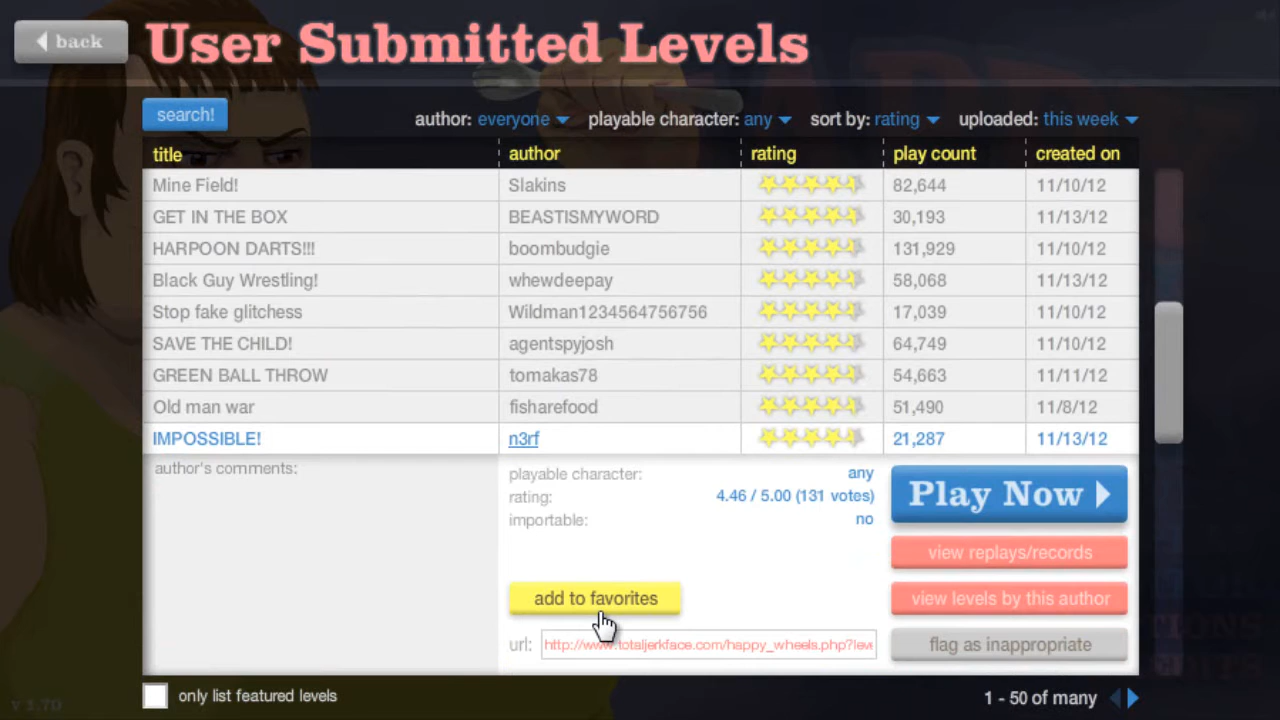 back
User Submitted Levels
search!
author: everyone playable character: any sort by: rating uploaded: this week
title author rating play count created on
Mine Field! Slakins 82,644 11/10/12
GET IN THE BOX BEASTISMYWORD 30,193 11/13/12
HARPOON DARTS!!! boombudgie 131,929 11/10/12
Black Guy Wrestling! whewdeepay 58,068 11/13/12
Stop fake glitchess Wildman1234564756756 17,039 11/10/12
SAVE THE CHILD! agentspyjosh 64,749 11/10/12
GREEN BALL THROW tomakas78 54,663 11/11/12
Old man war fisharefood 51,490 11/8/12
IMPOSSIBLE! n3rf 21,287 11/13/12
author's comments:
playable character: any
rating: 4.46 / 5.00 (131 votes)
importable: no
Play Now
view replays/records
add to favorites
view levels by this author
url: http://www.totaljerkface.com/happy_wheels.php?leve
flag as inappropriate
only list featured levels
1 - 50 of many
v 1.70